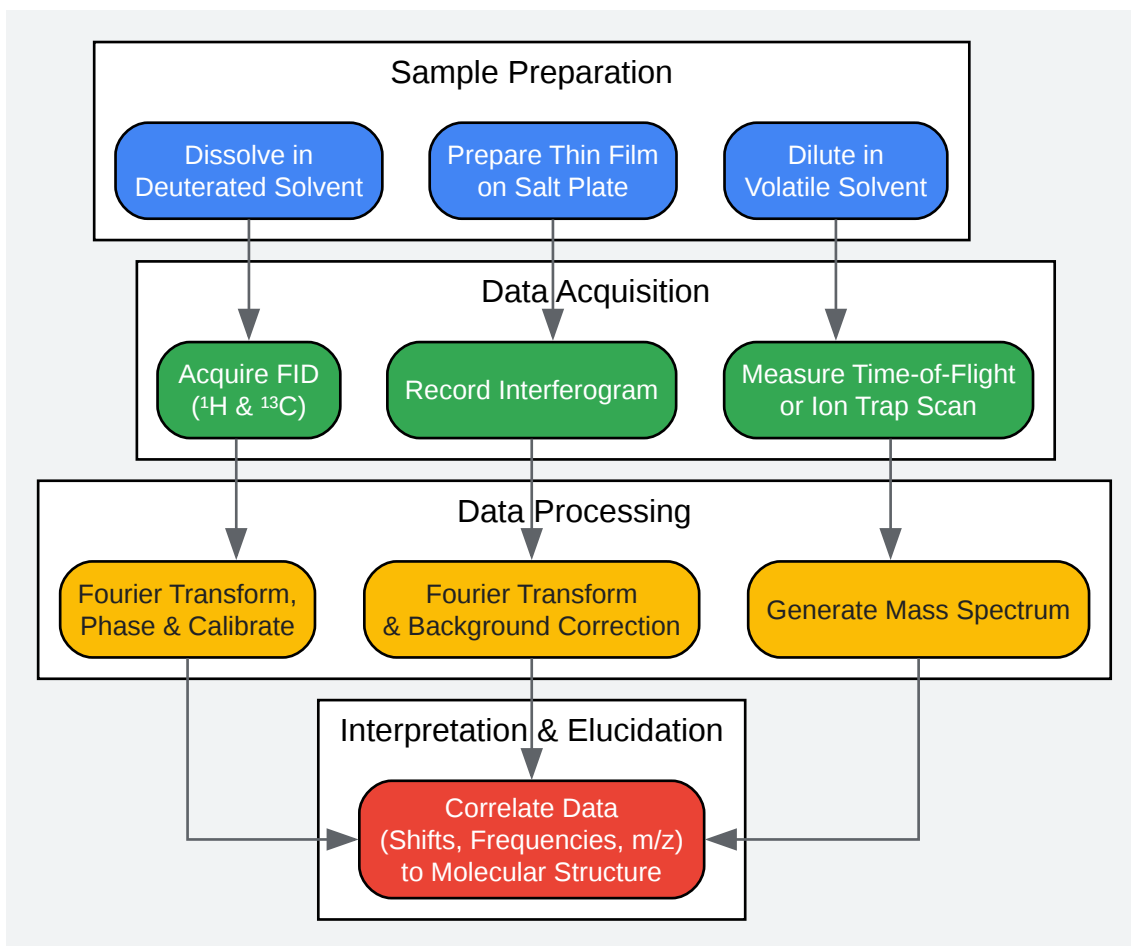 Sample Preparation
Dissolve in
Deuterated Solvent
Prepare Thin Film
on Salt Plate
Dilute in
Volatile Solvent
Data Acquisition
Acquire FID
(¹H & ¹³C)
Record Interferogram
Measure Time-of-Flight
or Ion Trap Scan
Data Processing
Fourier Transform,
Phase & Calibrate
Fourier Transform
& Background Correction
Generate Mass Spectrum
Interpretation & Elucidation
Correlate Data
(Shifts, Frequencies, m/z)
to Molecular Structure